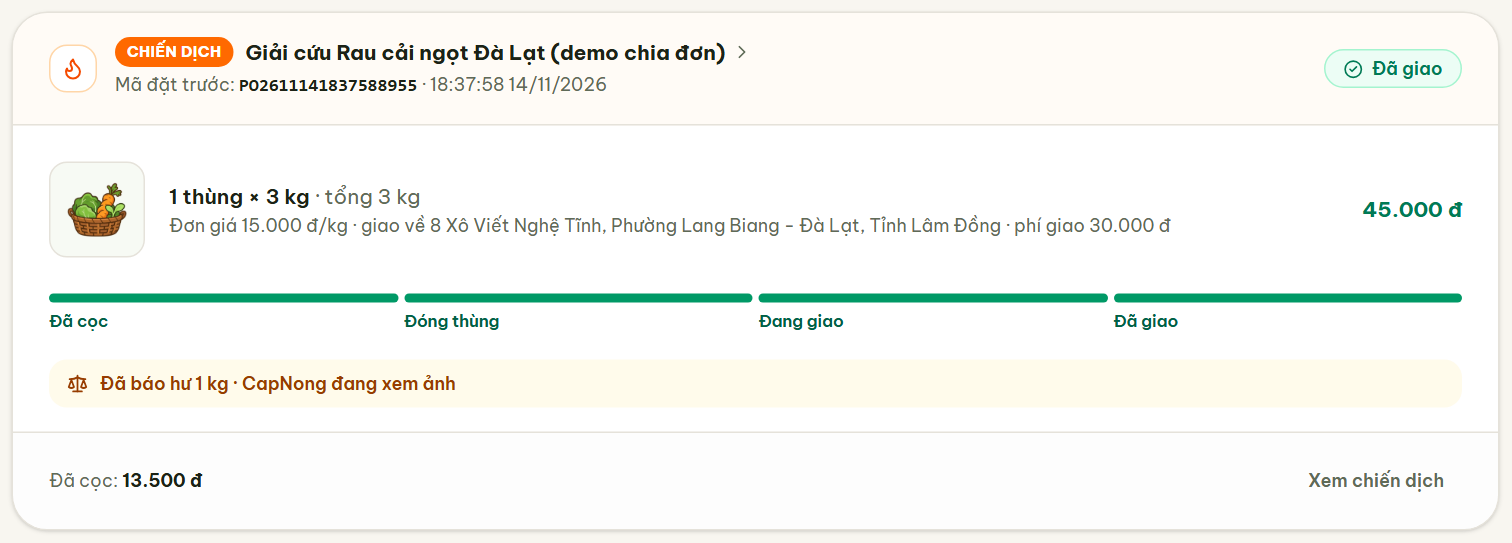 CHIẾN DỊCH Giải cứu Rau cải ngọt Đà Lạt (demo chia đơn)
Mã đặt trước: PO2611141837588955 · 18:37:58 14/11/2026
Đã giao
1 thùng × 3 kg · tổng 3 kg
Đơn giá 15.000 đ/kg · giao về 8 Xô Viết Nghệ Tĩnh, Phường Lang Biang - Đà Lạt, Tỉnh Lâm Đồng · phí giao 30.000 đ
45.000 đ
Đã cọc
Đóng thùng
Đang giao
Đã giao
Đã báo hư 1 kg · CapNong đang xem ảnh
Đã cọc: 13.500 đ
Xem chiến dịch